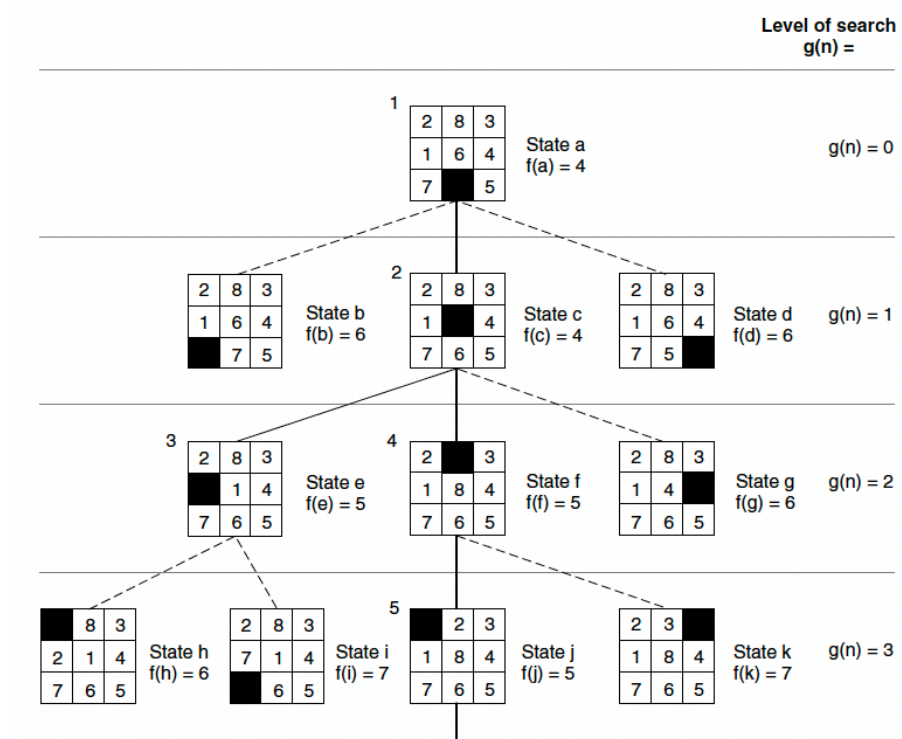 Level of search
g(n) =
1
2 8 3
1 6 4
7 5
State a
f(a) = 4
g(n) = 0
2 8 3
1 6 4
7 5
State b
f(b) = 6
2
2 8 3
1 4
7 6 5
State c
f(c) = 4
2 8 3
1 6 4
7 5
State d
f(d) = 6
g(n) = 1
3
2 8 3
1 4
7 6 5
State e
f(e) = 5
4
2 3
1 8 4
7 6 5
State f
f(f) = 5
2 8 3
1 4
7 6 5
State g
f(g) = 6
g(n) = 2
8 3
2 1 4
7 6 5
State h
f(h) = 6
2 8 3
7 1 4
6 5
State i
f(i) = 7
5
2 3
1 8 4
7 6 5
State j
f(j) = 5
2 3
1 8 4
7 6 5
State k
f(k) = 7
g(n) = 3